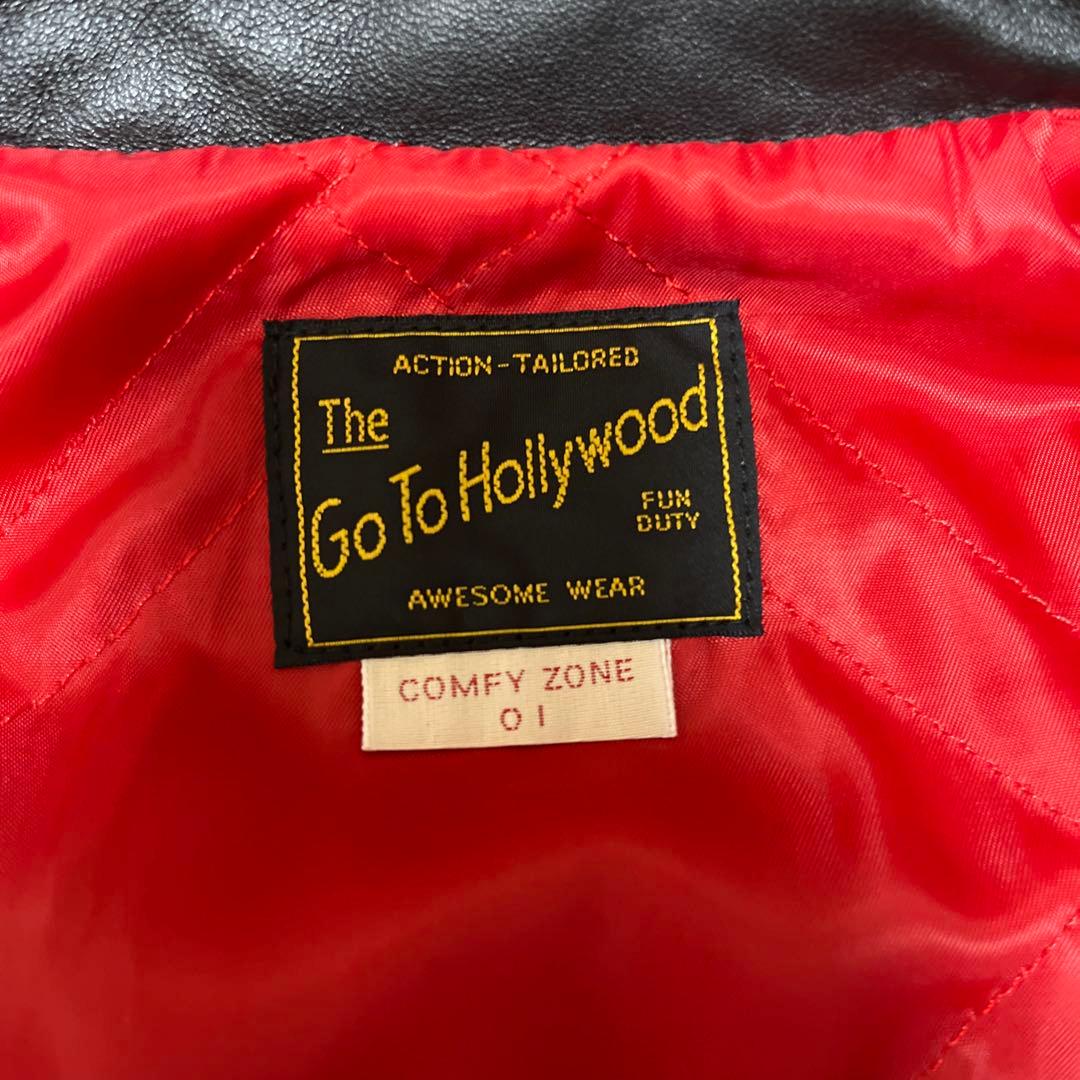 ACTION-TAILORED
The
Go To Hollywood
FUN
DUTY
AWESOME WEAR
COMFY ZONE
01